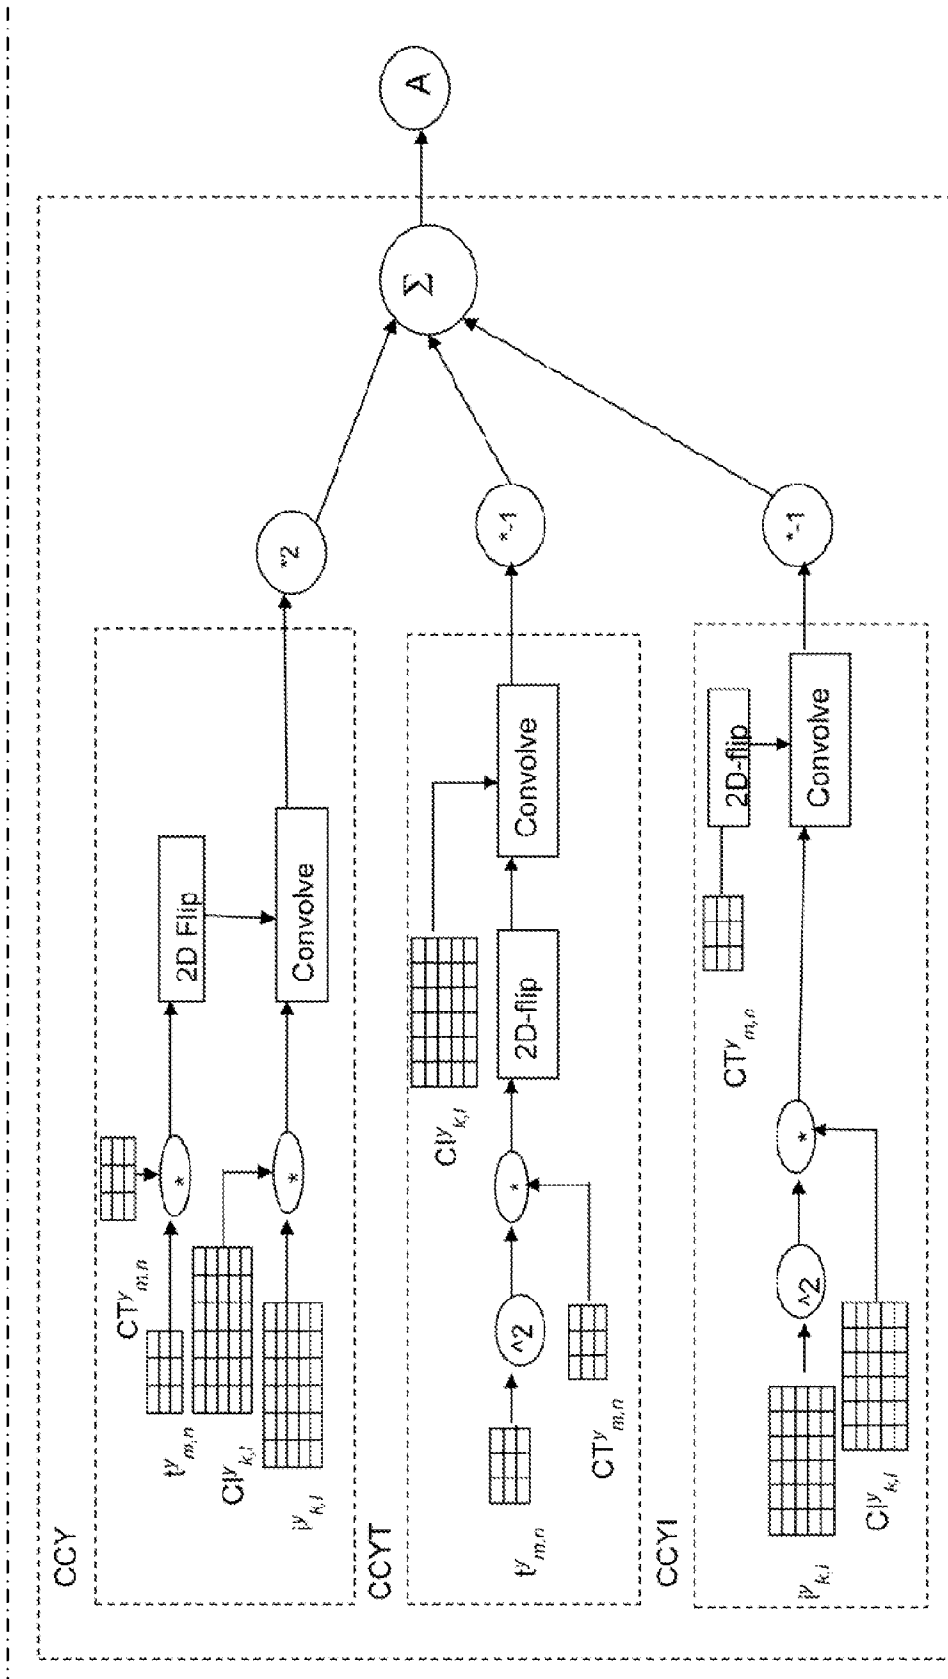 CCY
t^y_{m,n}
CT^y_{m,n}
*
2D Flip
CI^y_{k,l}
i^y_{k,l}
*
Convolve
*2
CCYT
t^y_{m,n}
^2
CT^y_{m,n}
*
2D-flip
CI^y_{k,l}
Convolve
*-1
CCYI
i^y_{k,l}
^2
CI^y_{k,l}
*
CT^y_{m,n}
2D-flip
Convolve
*-1
Σ
A